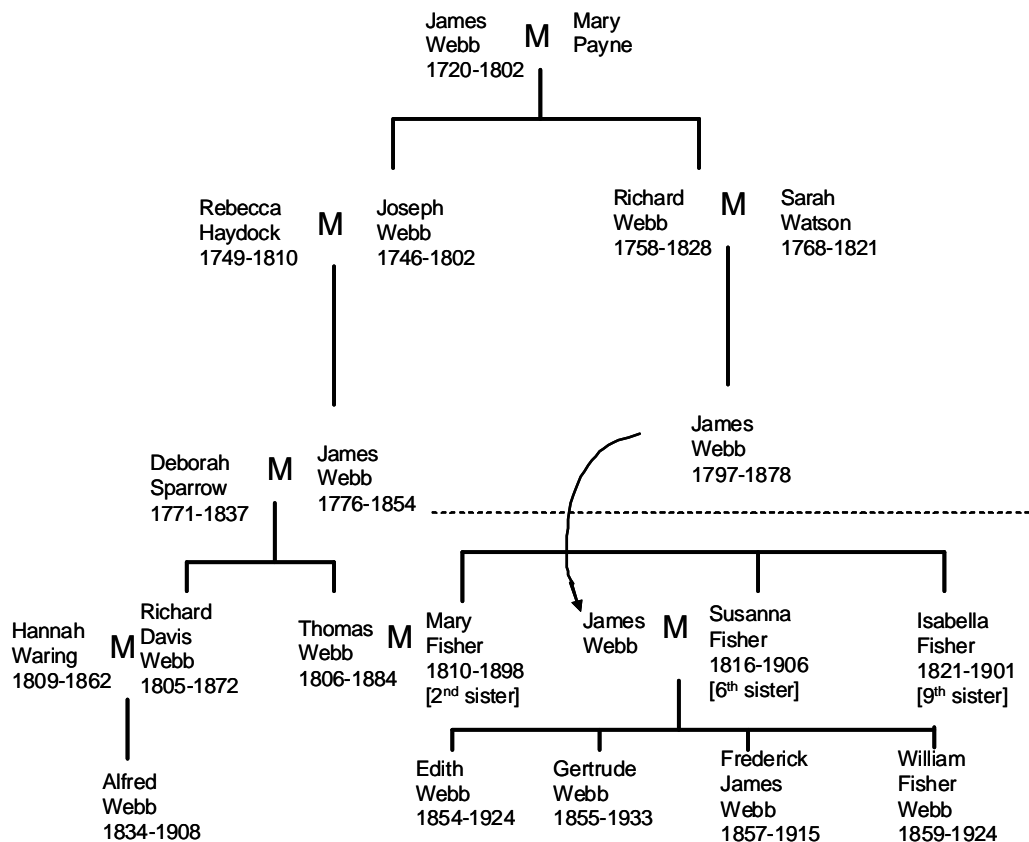 James
Webb
1720-1802
M
Mary
Payne
Rebecca
Haydock
1749-1810
M
Joseph
Webb
1746-1802
Richard
Webb
1758-1828
M
Sarah
Watson
1768-1821
Deborah
Sparrow
1771-1837
M
James
Webb
1776-1854
James
Webb
1797-1878
Hannah
Waring
1809-1862
M
Richard
Davis
Webb
1805-1872
Thomas
Webb
1806-1884
M
Mary
Fisher
1810-1898
[2nd sister]
James
Webb
M
Susanna
Fisher
1816-1906
[6th sister]
Isabella
Fisher
1821-1901
[9th sister]
Alfred
Webb
1834-1908
Edith
Webb
1854-1924
Gertrude
Webb
1855-1933
Frederick
James
Webb
1857-1915
William
Fisher
Webb
1859-1924